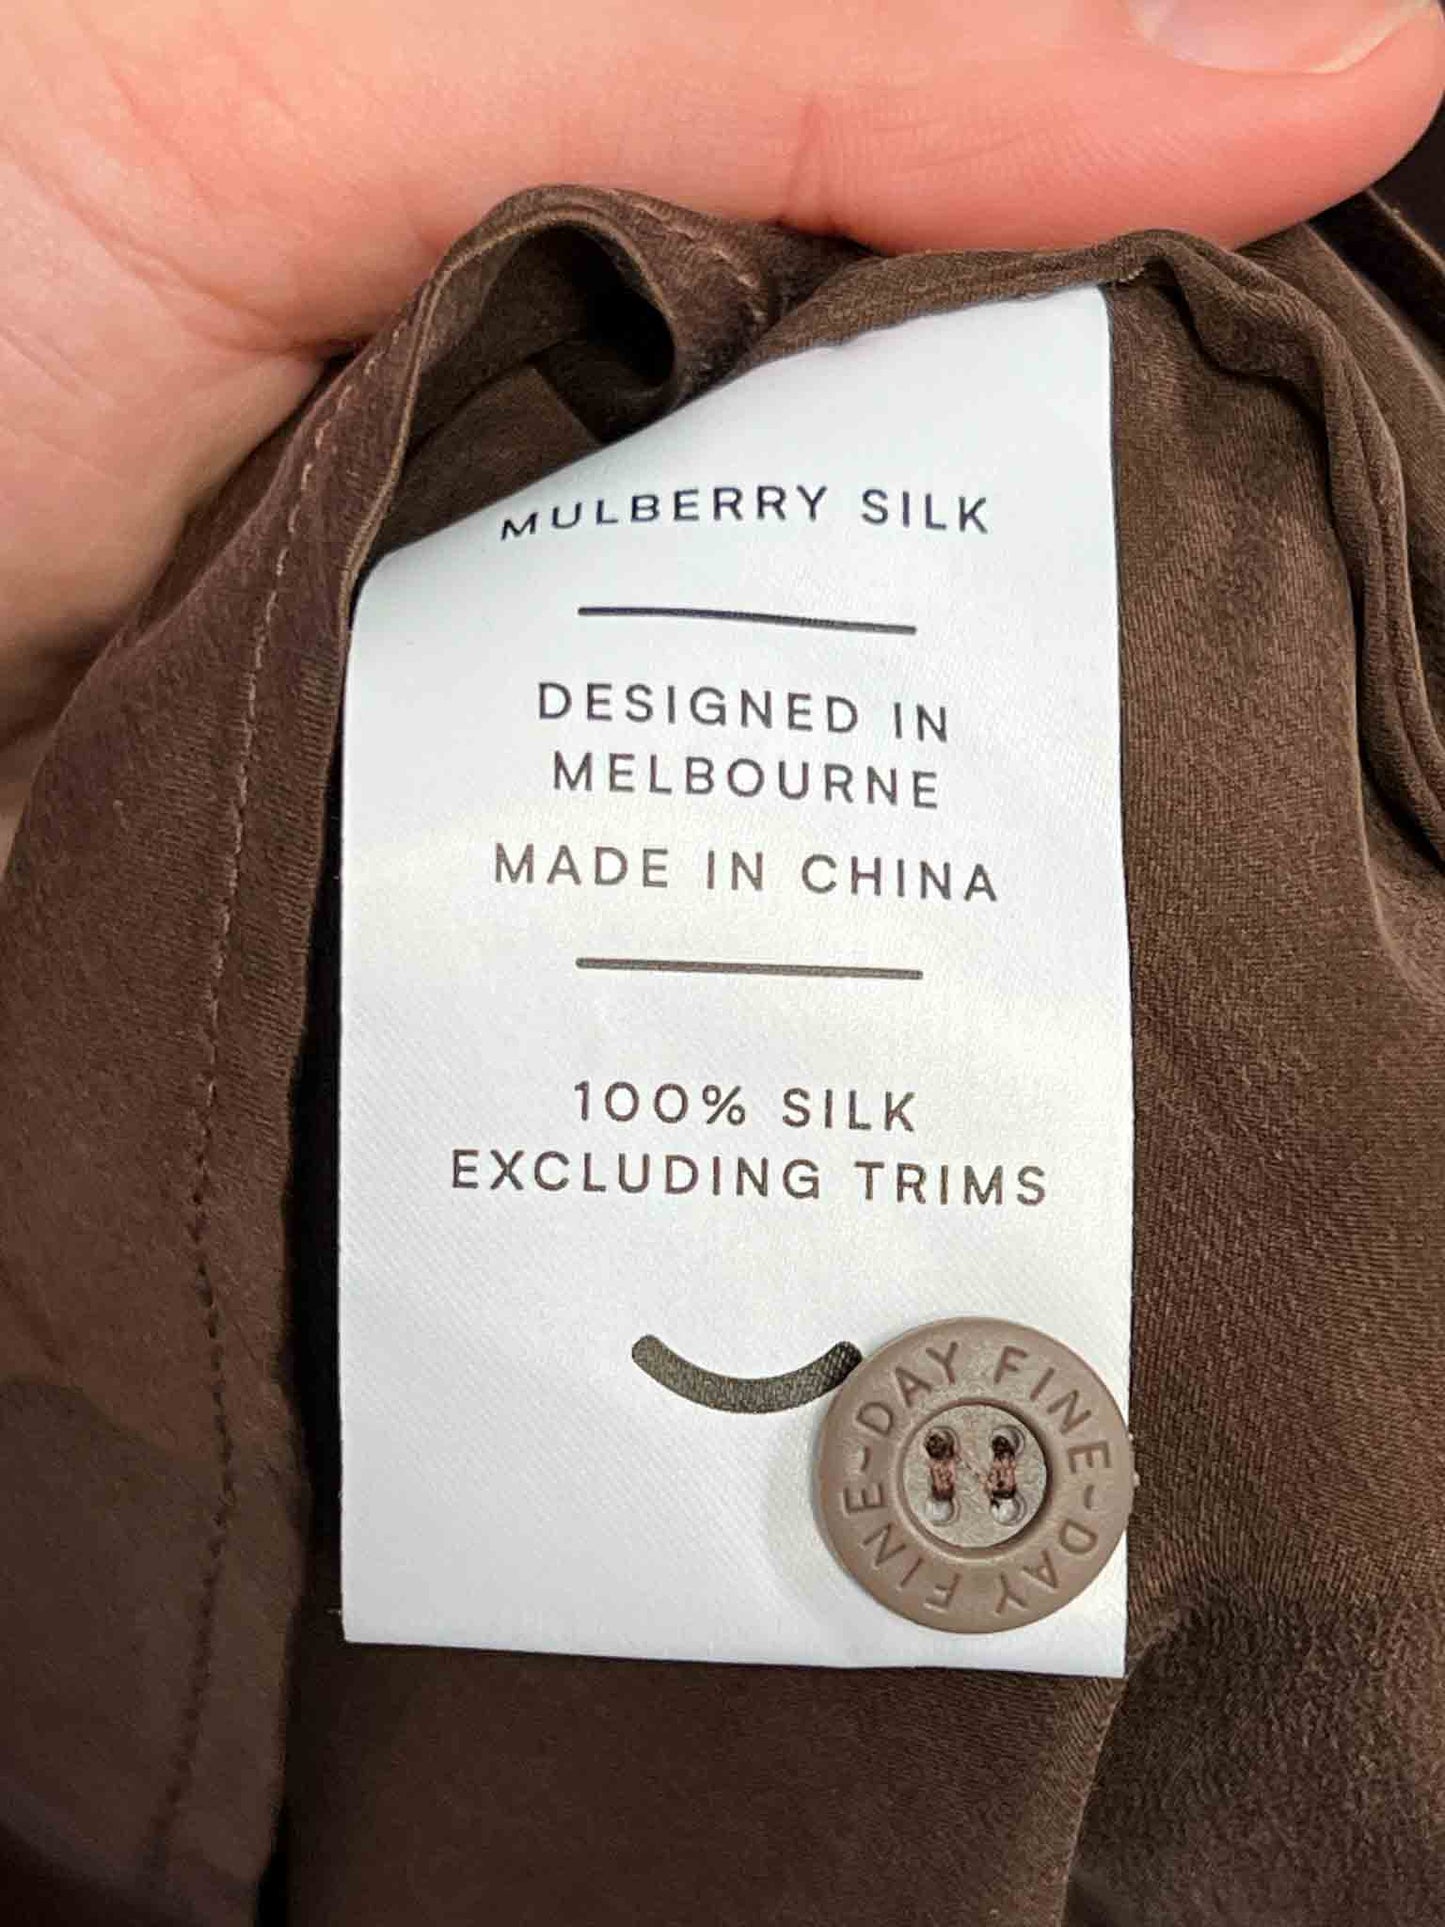 MULBERRY SILK
DESIGNED IN
MELBOURNE
MADE IN CHINA
100% SILK
EXCLUDING TRIMS
FINE-DAY FINE-DAY